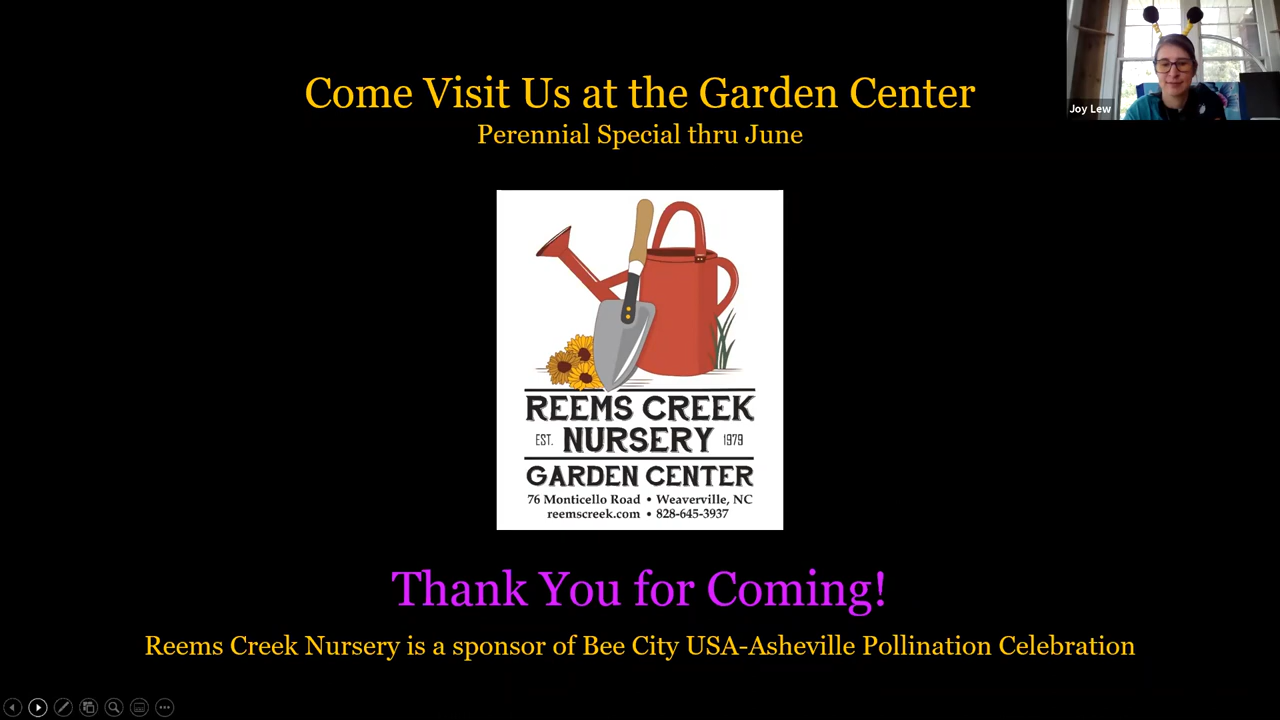 Come Visit Us at the Garden Center
Perennial Special thru June
Joy Lew
REEMS CREEK
EST. NURSERY 1979
GARDEN CENTER
76 Monticello Road • Weaverville, NC
reemscreek.com • 828-645-3937
Thank You for Coming!
Reems Creek Nursery is a sponsor of Bee City USA-Asheville Pollination Celebration